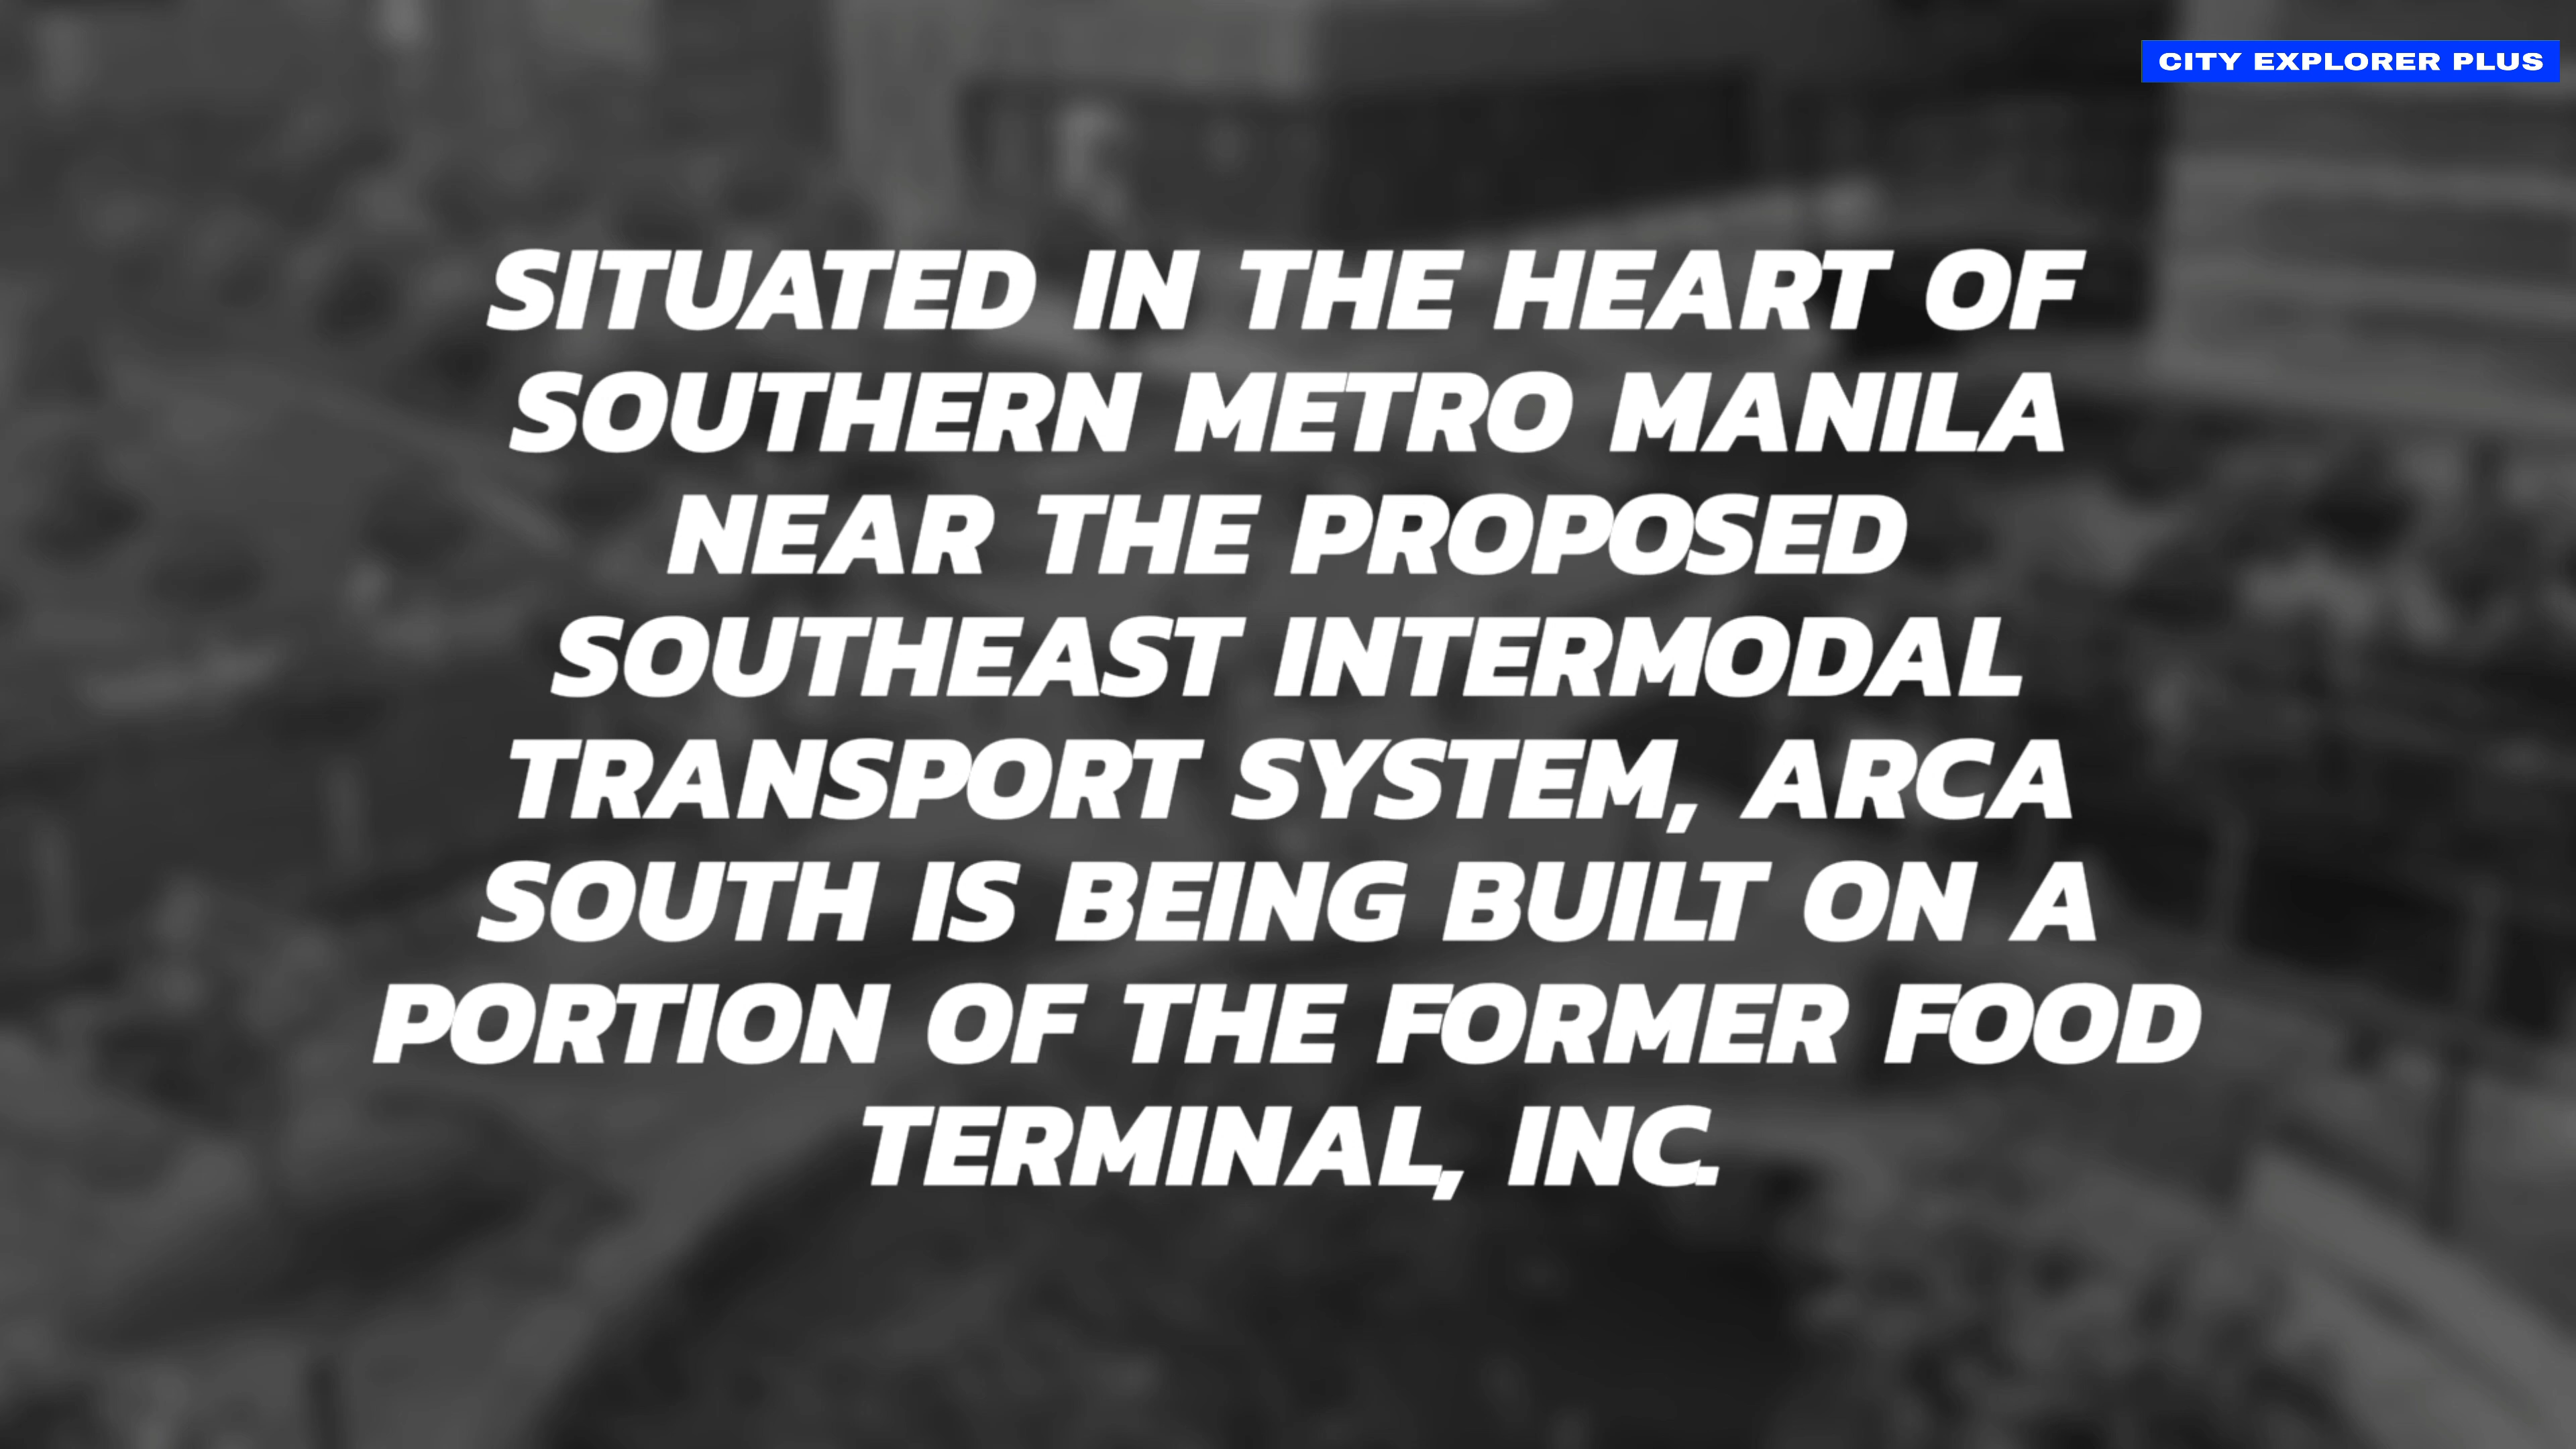 CITY EXPLORER PLUS
SITUATED IN THE HEART OF
SOUTHERN METRO MANILA
NEAR THE PROPOSED
SOUTHEAST INTERMODAL
TRANSPORT SYSTEM, ARCA
SOUTH IS BEING BUILT ON A
PORTION OF THE FORMER FOOD
TERMINAL, INC.